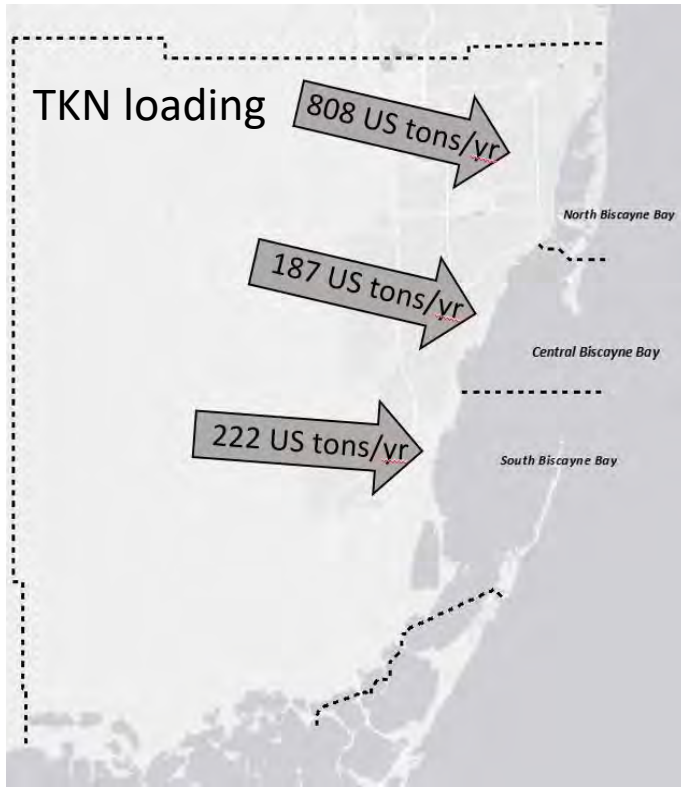 TKN loading
808 US tons/yr
North Biscayne Bay
187 US tons/yr
Central Biscayne Bay
222 US tons/yr
South Biscayne Bay